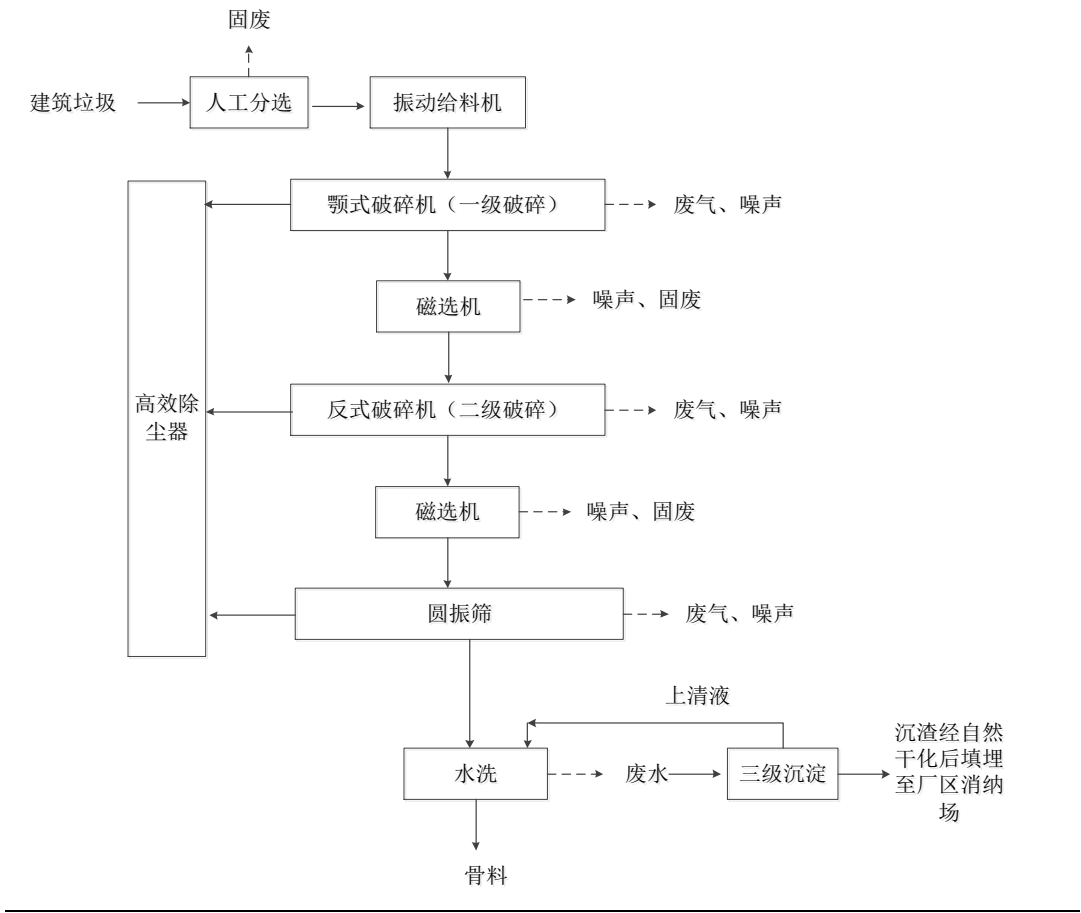 固废
建筑垃圾
人工分选
振动给料机
颚式破碎机（一级破碎）
废气、噪声
磁选机
噪声、固废
高效除
尘器
反式破碎机（二级破碎）
废气、噪声
磁选机
噪声、固废
圆振筛
废气、噪声
上清液
水洗
废水
三级沉淀
沉渣经自然
干化后填埋
至厂区消纳
场
骨料